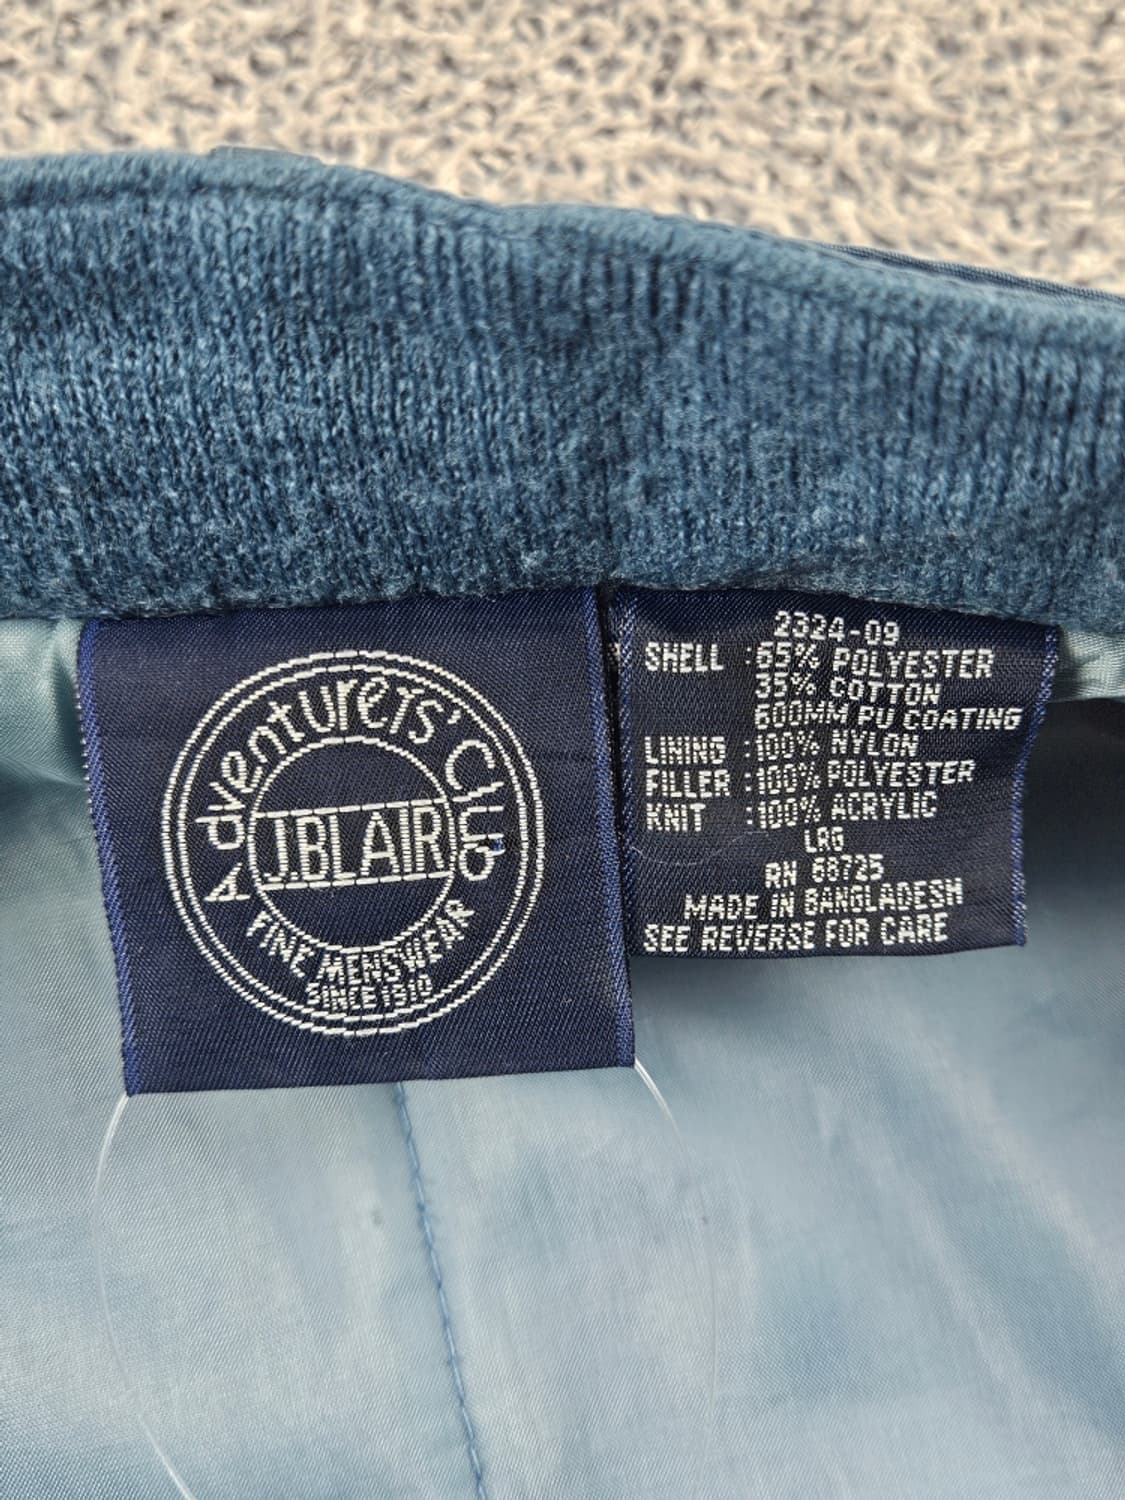 Adventurers' Club
J.BLAIR
FINE MENSWEAR
SINCE 1910
2324-09
SHELL : 65% POLYESTER
35% COTTON
600MM PU COATING
LINING : 100% NYLON
FILLER : 100% POLYESTER
KNIT : 100% ACRYLIC
LRG
RN 68725
MADE IN BANGLADESH
SEE REVERSE FOR CARE